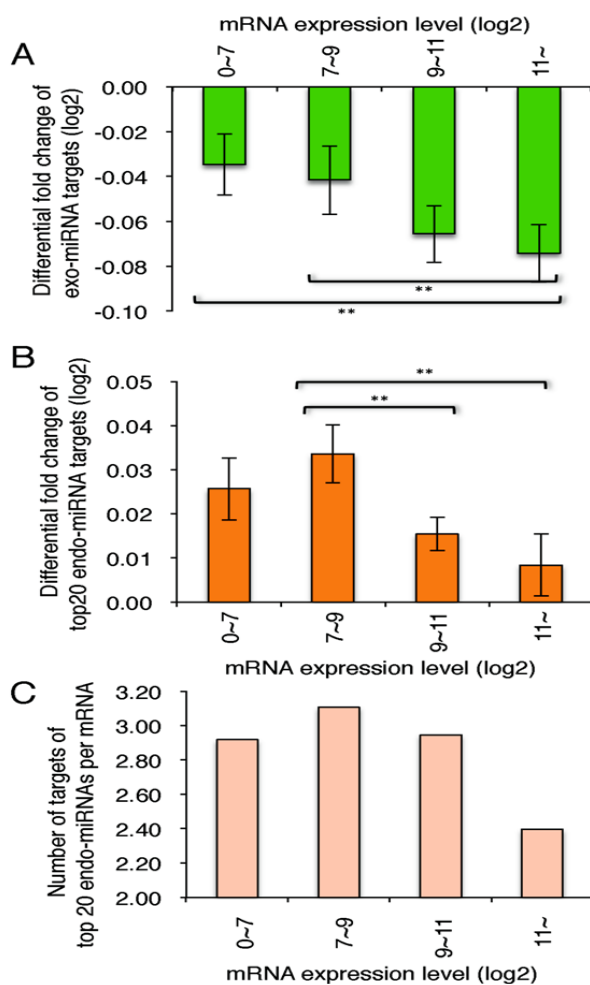 mRNA expression level (log2)
A
0~7
7~9
9~11
11~
0.00
-0.02
-0.04
-0.06
-0.08
-0.10
Differential fold change of
exo-miRNA targets (log2)
**
**
B
0.05
0.04
0.03
0.02
0.01
0.00
Differential fold change of
top20 endo-miRNA targets (log2)
**
**
0~7
7~9
9~11
11~
mRNA expression level (log2)
C
3.20
3.00
2.80
2.60
2.40
2.20
2.00
Number of targets of
top 20 endo-miRNAs per mRNA
0~7
7~9
9~11
11~
mRNA expression level (log2)